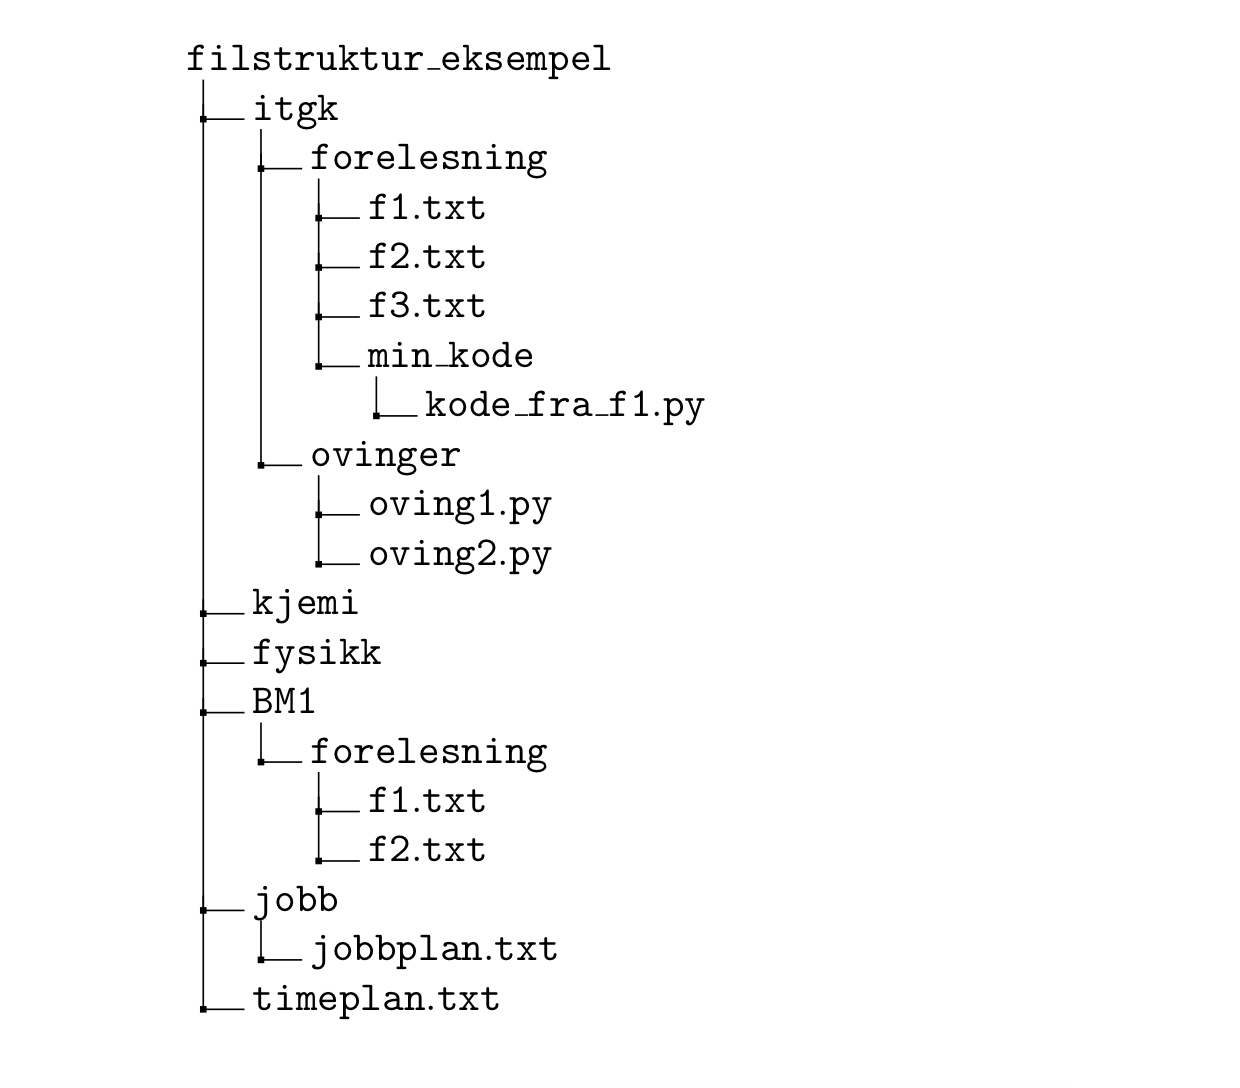 filstruktur_eksempel
itgk
forelesning
f1.txt
f2.txt
f3.txt
min_kode
kode_fra_f1.py
ovinger
oving1.py
oving2.py
kjemi
fysikk
BM1
forelesning
f1.txt
f2.txt
jobb
jobbplan.txt
timeplan.txt